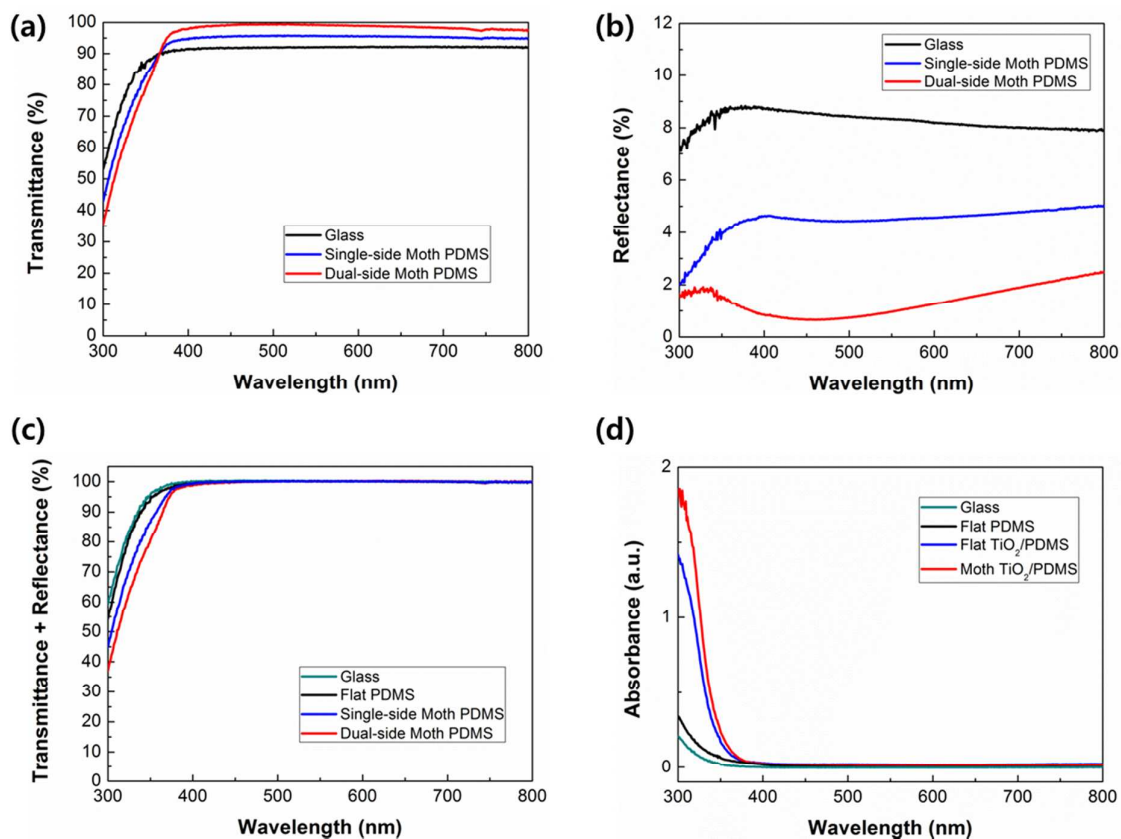 (a)
Transmittance (%)
100
90
80
70
60
50
40
30
20
10
0
Glass
Single-side Moth PDMS
Dual-side Moth PDMS
300 400 500 600 700 800
Wavelength (nm)
(b)
Reflectance (%)
12
10
8
6
4
2
0
Glass
Single-side Moth PDMS
Dual-side Moth PDMS
300 400 500 600 700 800
Wavelength (nm)
(c)
Transmittance + Reflectance (%)
100
90
80
70
60
50
40
30
20
10
0
Glass
Flat PDMS
Single-side Moth PDMS
Dual-side Moth PDMS
300 400 500 600 700 800
Wavelength (nm)
(d)
Absorbance (a.u.)
2
1
0
Glass
Flat PDMS
Flat TiO₂/PDMS
Moth TiO₂/PDMS
300 400 500 600 700 800
Wavelength (nm)